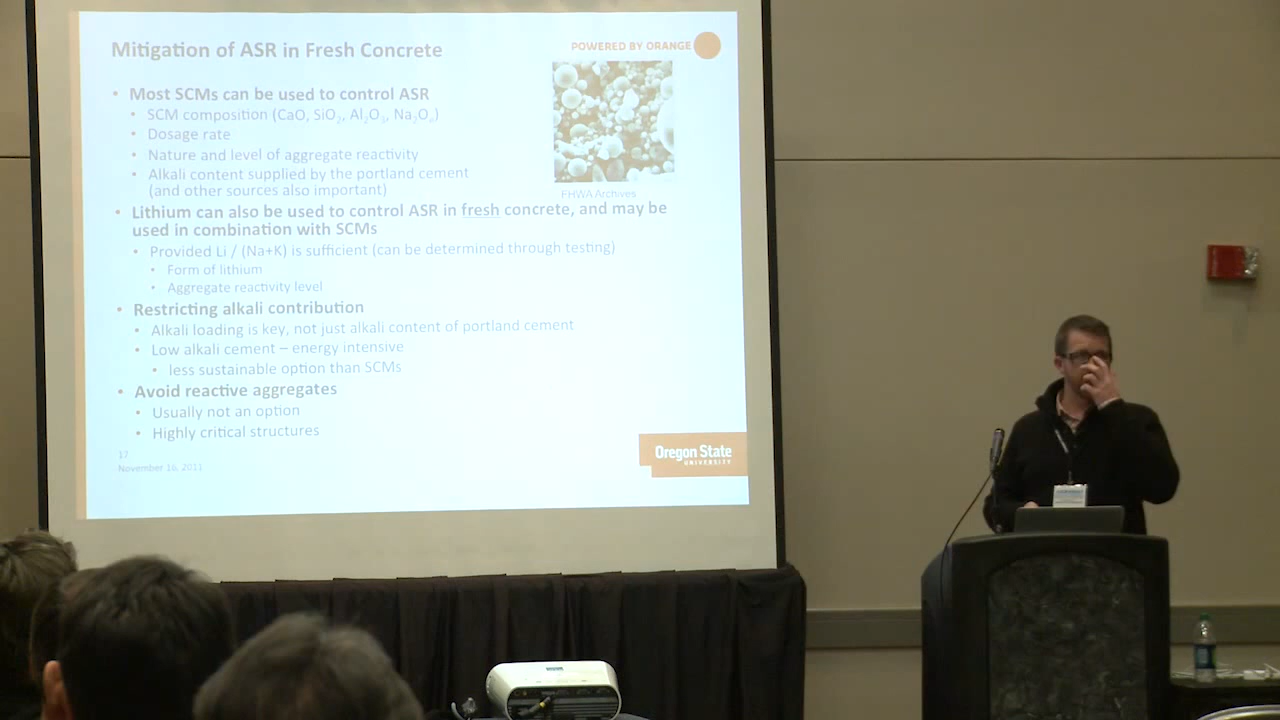 Mitigation of ASR in Fresh Concrete
POWERED BY ORANGE
• Most SCMs can be used to control ASR
• SCM composition (CaO, SiO2, Al2O3, Na2Oe)
• Dosage rate
• Nature and level of aggregate reactivity
• Alkali content supplied by the portland cement
(and other sources also important)
FHWA Archives
• Lithium can also be used to control ASR in fresh concrete, and may be
used in combination with SCMs
• Provided Li / (Na+K) is sufficient (can be determined through testing)
• Form of lithium
• Aggregate reactivity level
• Restricting alkali contribution
• Alkali loading is key, not just alkali content of portland cement
• Low alkali cement – energy intensive
• less sustainable option than SCMs
• Avoid reactive aggregates
• Usually not an option
• Highly critical structures
17
November 16, 2011
Oregon State
UNIVERSITY